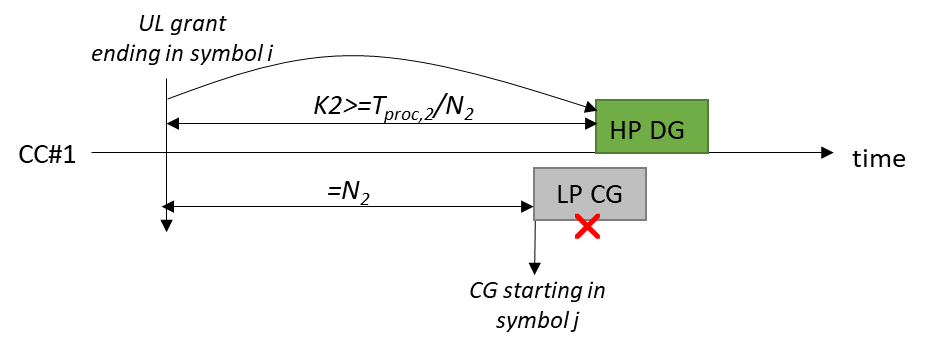 UL grant
ending in symbol i
K2>=Tproc,2/N2
HP DG
CC#1
time
=N2
LP CG
CG starting in
symbol j